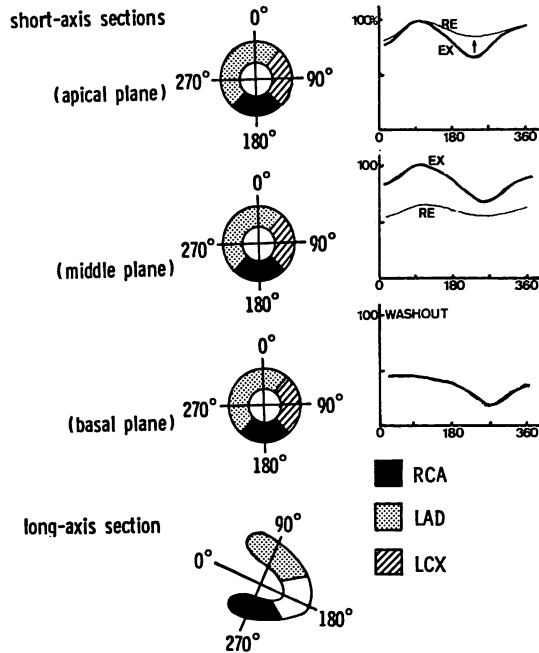 short-axis sections
0°
(apical plane)
270°
90°
180°
0°
(middle plane)
270°
90°
180°
0°
(basal plane)
270°
90°
180°
long-axis section
90°
0°
180°
270°
100%
RE
EX
0 180 360
100
EX
RE
0 180 360
100 WASHOUT
0 180 360
RCA
LAD
LCX